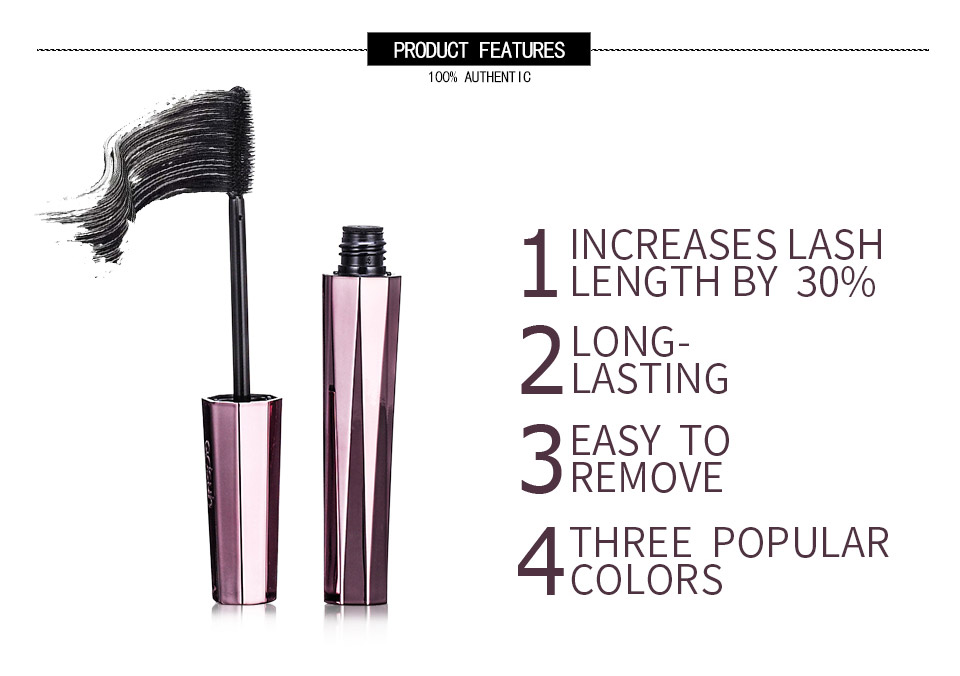 PRODUCT FEATURES
100% AUTHENTIC
1 INCREASES LASH
LENGTH BY 30%
2 LONG-
LASTING
3 EASY TO
REMOVE
4 THREE POPULAR
COLORS